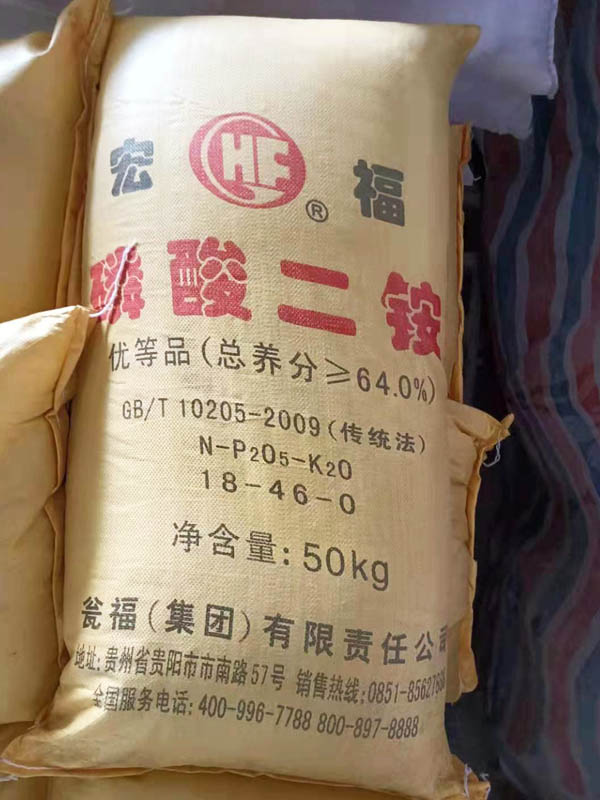 宏 HF® 福
磷酸二铵
优等品(总养分≥64.0%)
GB/T 10205-2009(传统法)
N-P2O5-K2O
18-46-0
净含量:50kg
瓮福(集团)有限责任公司
地址:贵州省贵阳市市南路57号 销售热线:0851-85627
全国服务电话:400-996-7788 800-897-8888